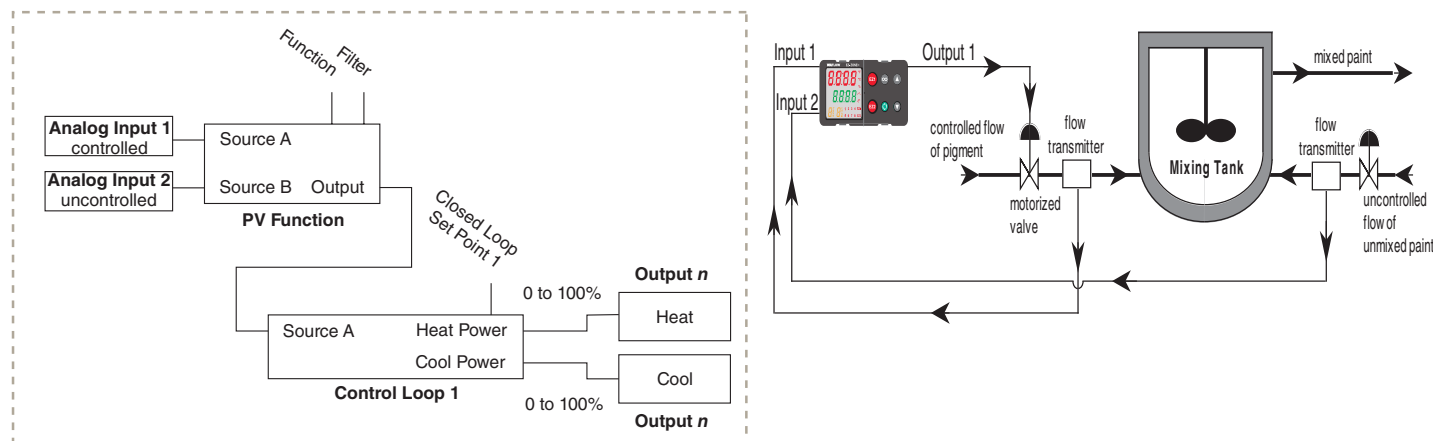 Function
Filter
Analog Input 1
controlled
Analog Input 2
uncontrolled
Source A
Source B
Output
PV Function
Closed Loop
Set Point 1
Source A
Heat Power
Cool Power
Control Loop 1
0 to 100%
0 to 100%
Output n
Heat
Cool
Output n
Input 1
Input 2
Output 1
controlled flow
of pigment
flow
transmitter
motorized
valve
Mixing Tank
mixed paint
flow
transmitter
uncontrolled
flow of
unmixed paint